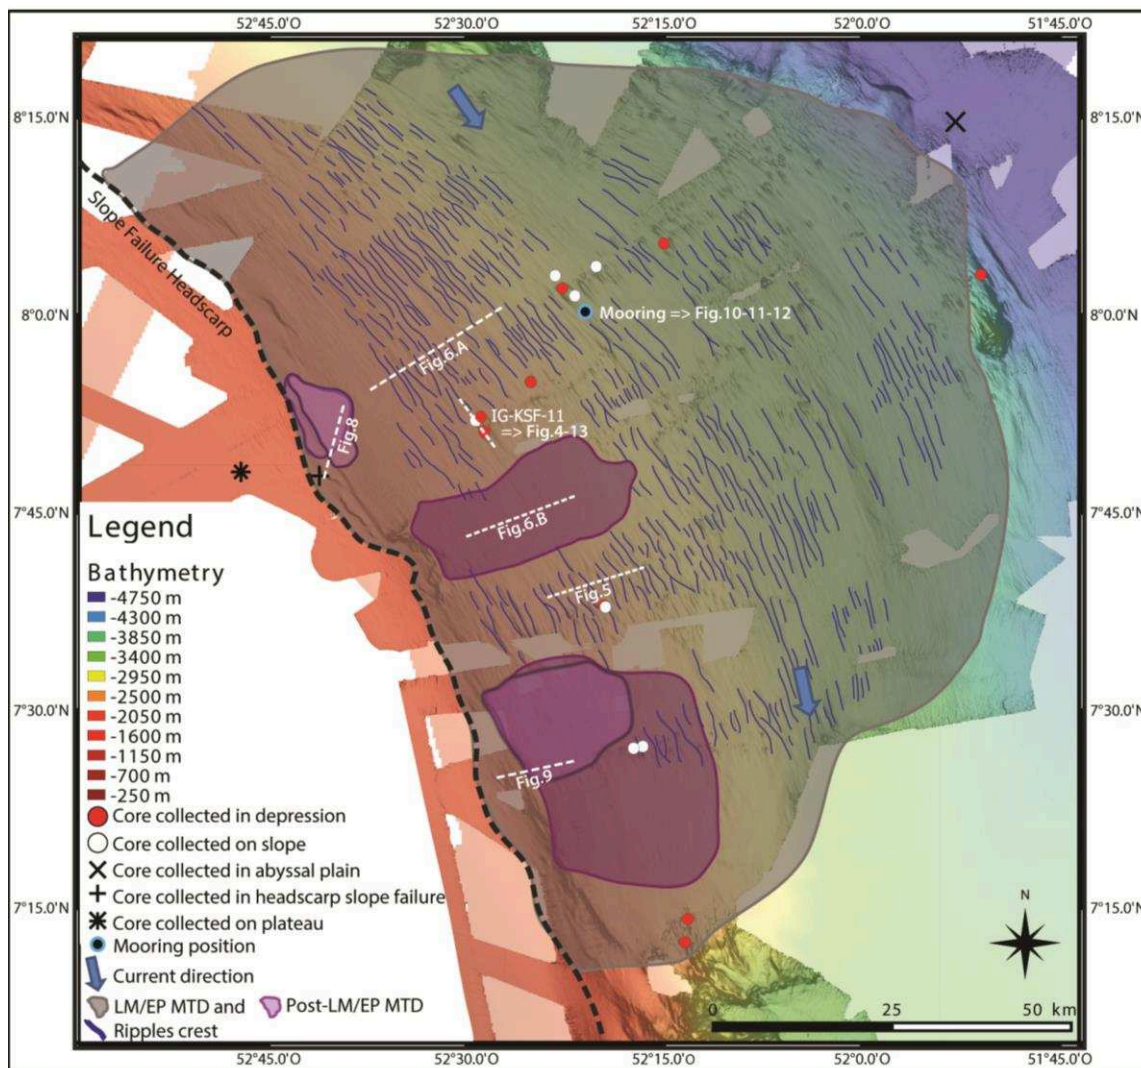 52°45.0'O 52°30.0'O 52°15.0'O 52°0.0'O 51°45.0'O
8°15.0'N 8°15.0'N
Slope Failure Headscarp
8°0.0'N 8°0.0'N
Mooring => Fig.10-11-12
Fig.6.A
IG-KSF-11
=> Fig.4-13
Fig.8
7°45.0'N 7°45.0'N
Fig.6.B
Fig.5
7°30.0'N 7°30.0'N
Fig.9
7°15.0'N 7°15.0'N
Legend
Bathymetry
-4750 m
-4300 m
-3850 m
-3400 m
-2950 m
-2500 m
-2050 m
-1600 m
-1150 m
-700 m
-250 m
Core collected in depression
Core collected on slope
Core collected in abyssal plain
Core collected in headscarp slope failure
Core collected on plateau
Mooring position
Current direction
LM/EP MTD and Post-LM/EP MTD
Ripples crest
N
0 25 50 km
52°45.0'O 52°30.0'O 52°15.0'O 52°0.0'O 51°45.0'O